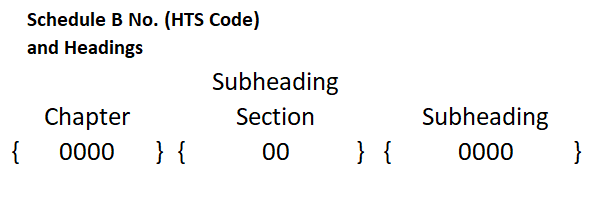 Schedule B No. (HTS Code)
and Headings
Subheading
Chapter Section Subheading
{ 0000 } { 00 } { 0000 }